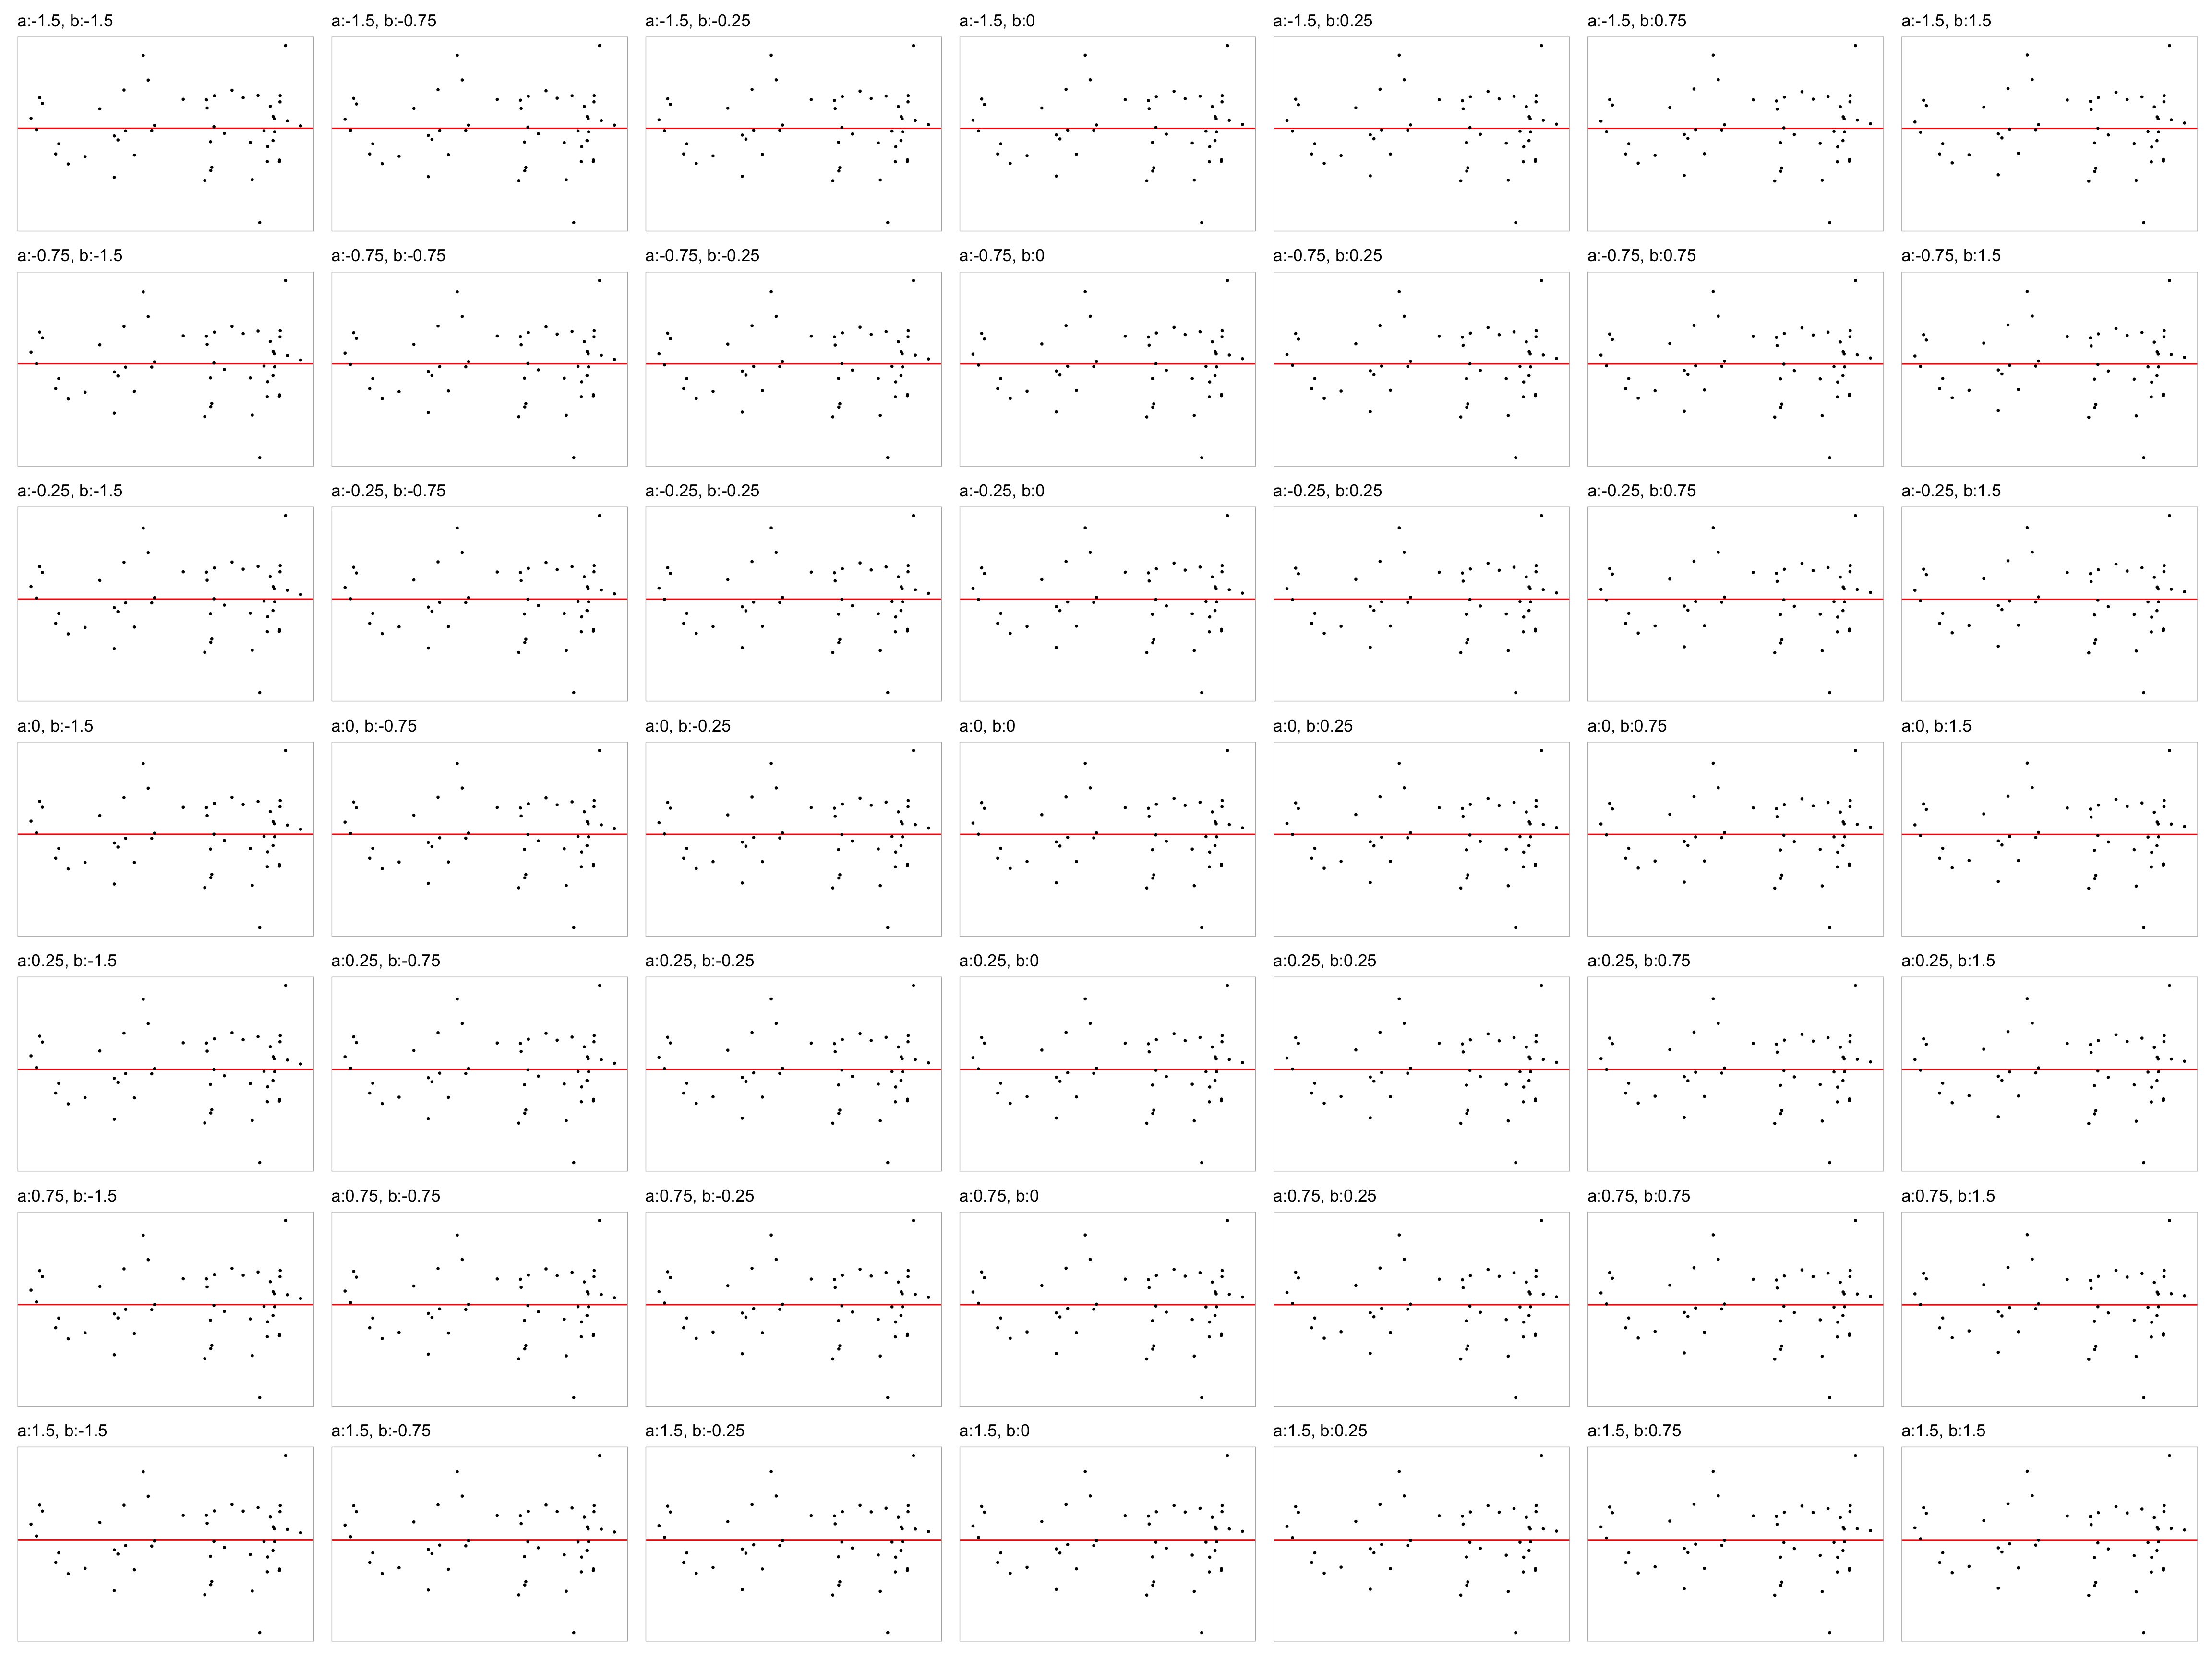 a:-1.5, b:-1.5
a:-1.5, b:-0.75
a:-1.5, b:-0.25
a:-1.5, b:0
a:-1.5, b:0.25
a:-1.5, b:0.75
a:-1.5, b:1.5
a:-0.75, b:-1.5
a:-0.75, b:-0.75
a:-0.75, b:-0.25
a:-0.75, b:0
a:-0.75, b:0.25
a:-0.75, b:0.75
a:-0.75, b:1.5
a:-0.25, b:-1.5
a:-0.25, b:-0.75
a:-0.25, b:-0.25
a:-0.25, b:0
a:-0.25, b:0.25
a:-0.25, b:0.75
a:-0.25, b:1.5
a:0, b:-1.5
a:0, b:-0.75
a:0, b:-0.25
a:0, b:0
a:0, b:0.25
a:0, b:0.75
a:0, b:1.5
a:0.25, b:-1.5
a:0.25, b:-0.75
a:0.25, b:-0.25
a:0.25, b:0
a:0.25, b:0.25
a:0.25, b:0.75
a:0.25, b:1.5
a:0.75, b:-1.5
a:0.75, b:-0.75
a:0.75, b:-0.25
a:0.75, b:0
a:0.75, b:0.25
a:0.75, b:0.75
a:0.75, b:1.5
a:1.5, b:-1.5
a:1.5, b:-0.75
a:1.5, b:-0.25
a:1.5, b:0
a:1.5, b:0.25
a:1.5, b:0.75
a:1.5, b:1.5